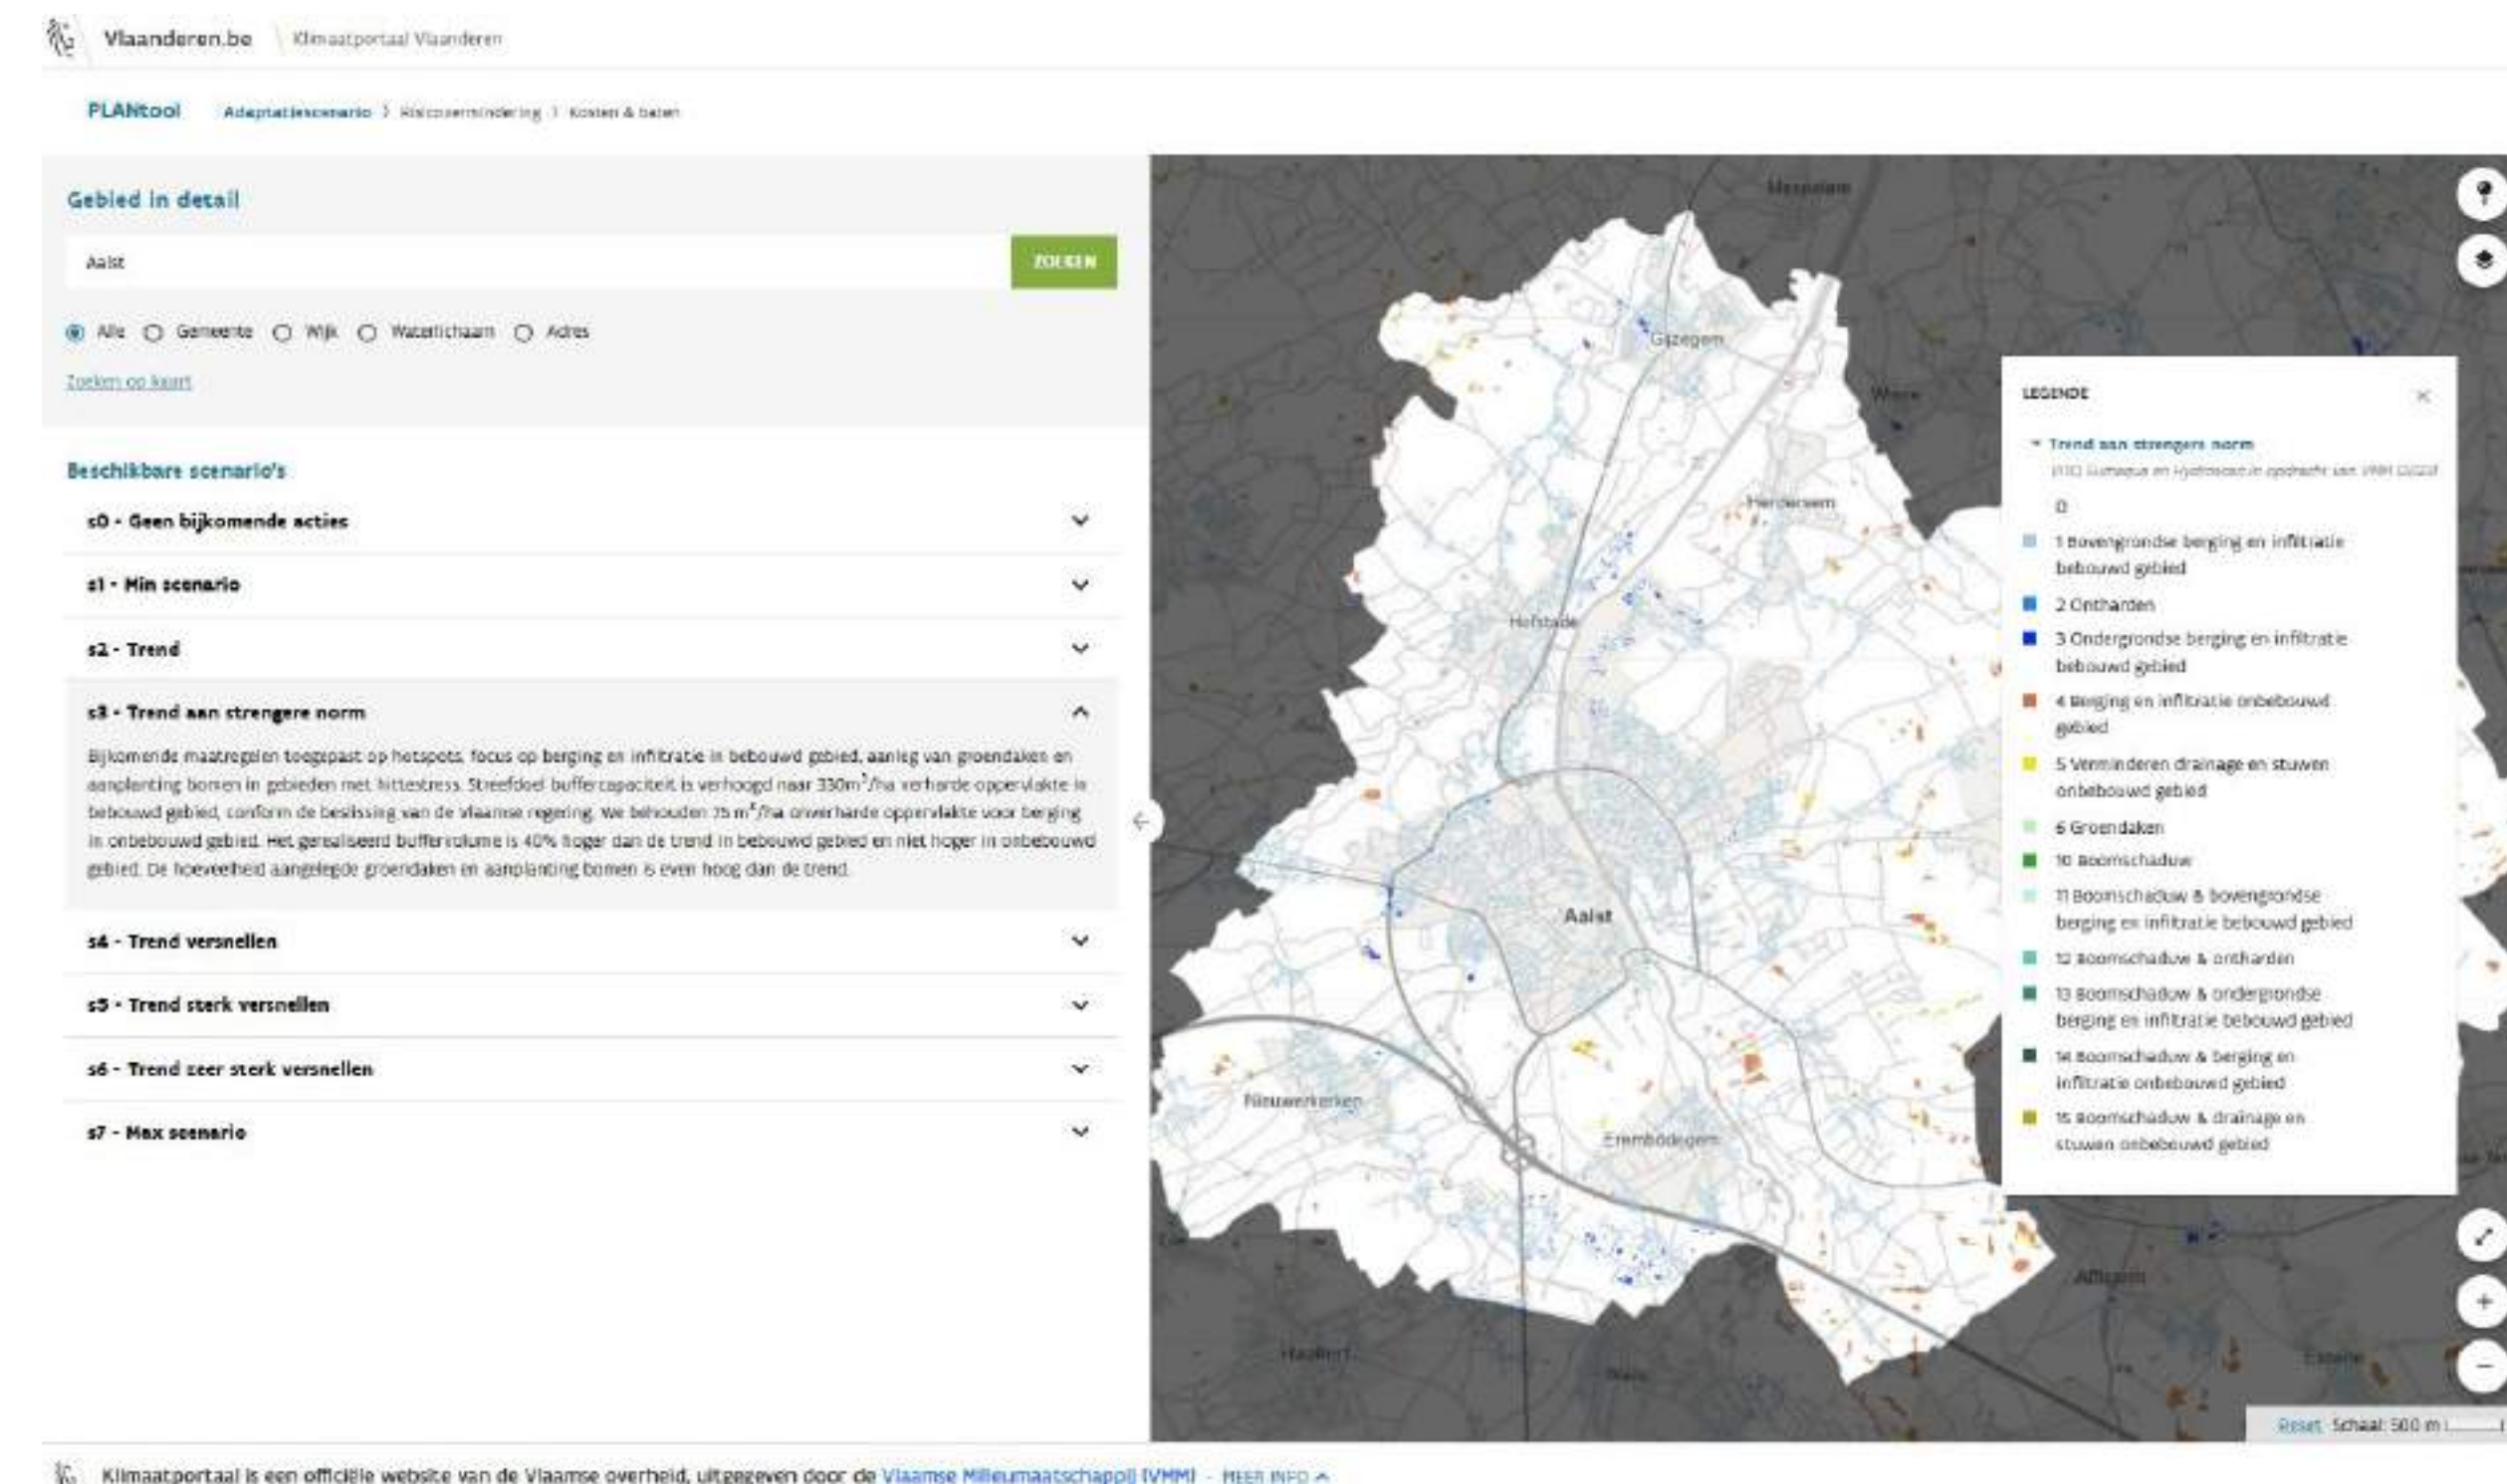 Vlaanderen.be
Klimaatportaal Vlaanderen
PLANtool
Adaptatiescenario > Risicovermindering > Kosten & baten
Gebied in detail
Aalst
ZOEKEN
Alle
Gemeente
Wijk
Waterlichaam
Adres
Zoeken op kaart
Beschikbare scenario's
s0 - Geen bijkomende acties
s1 - Min scenario
s2 - Trend
s3 - Trend aan strengere norm
Bijkomende maatregelen toegepast op hotspots, focus op berging en infiltratie in bebouwd gebied, aanleg van groendaken en
aanplanting bomen in gebieden met hittestress. Streefdoel buffercapaciteit is verhoogd naar 330m³/ha verharde oppervlakte in
bebouwd gebied, conform de beslissing van de Vlaamse regering. We behouden 75 m³/ha onverharde oppervlakte voor berging
in onbebouwd gebied. Het gerealiseerd buffervolume is 40% hoger dan de trend in bebouwd gebied en niet hoger in onbebouwd
gebied. De hoeveelheid aangelegde groendaken en aanplanting bomen is even hoog dan de trend.
s4 - Trend versnellen
s5 - Trend sterk versnellen
s6 - Trend zeer sterk versnellen
s7 - Max scenario
Gijzegem
Wieze
Herdersem
Hofstade
Aalst
Nieuwerkerken
Erembodegem
Affligem
Haaltert
LEGENDE
Trend aan strengere norm
0
1 Bovengrondse berging en infiltratie
bebouwd gebied
2 Ontharden
3 Ondergrondse berging en infiltratie
bebouwd gebied
4 Berging en infiltratie onbebouwd
gebied
5 Verminderen drainage en stuwen
onbebouwd gebied
6 Groendaken
10 Boomschaduw
11 Boomschaduw & bovengrondse
berging en infiltratie bebouwd gebied
12 Boomschaduw & ontharden
13 Boomschaduw & ondergrondse
berging en infiltratie bebouwd gebied
14 Boomschaduw & berging en
infiltratie onbebouwd gebied
15 Boomschaduw & drainage en
stuwen onbebouwd gebied
Reset Schaal: 500 m
Klimaatportaal is een officiële website van de Vlaamse overheid, uitgegeven door de Vlaamse Milieumaatschappij (VMM) - MEER INFO